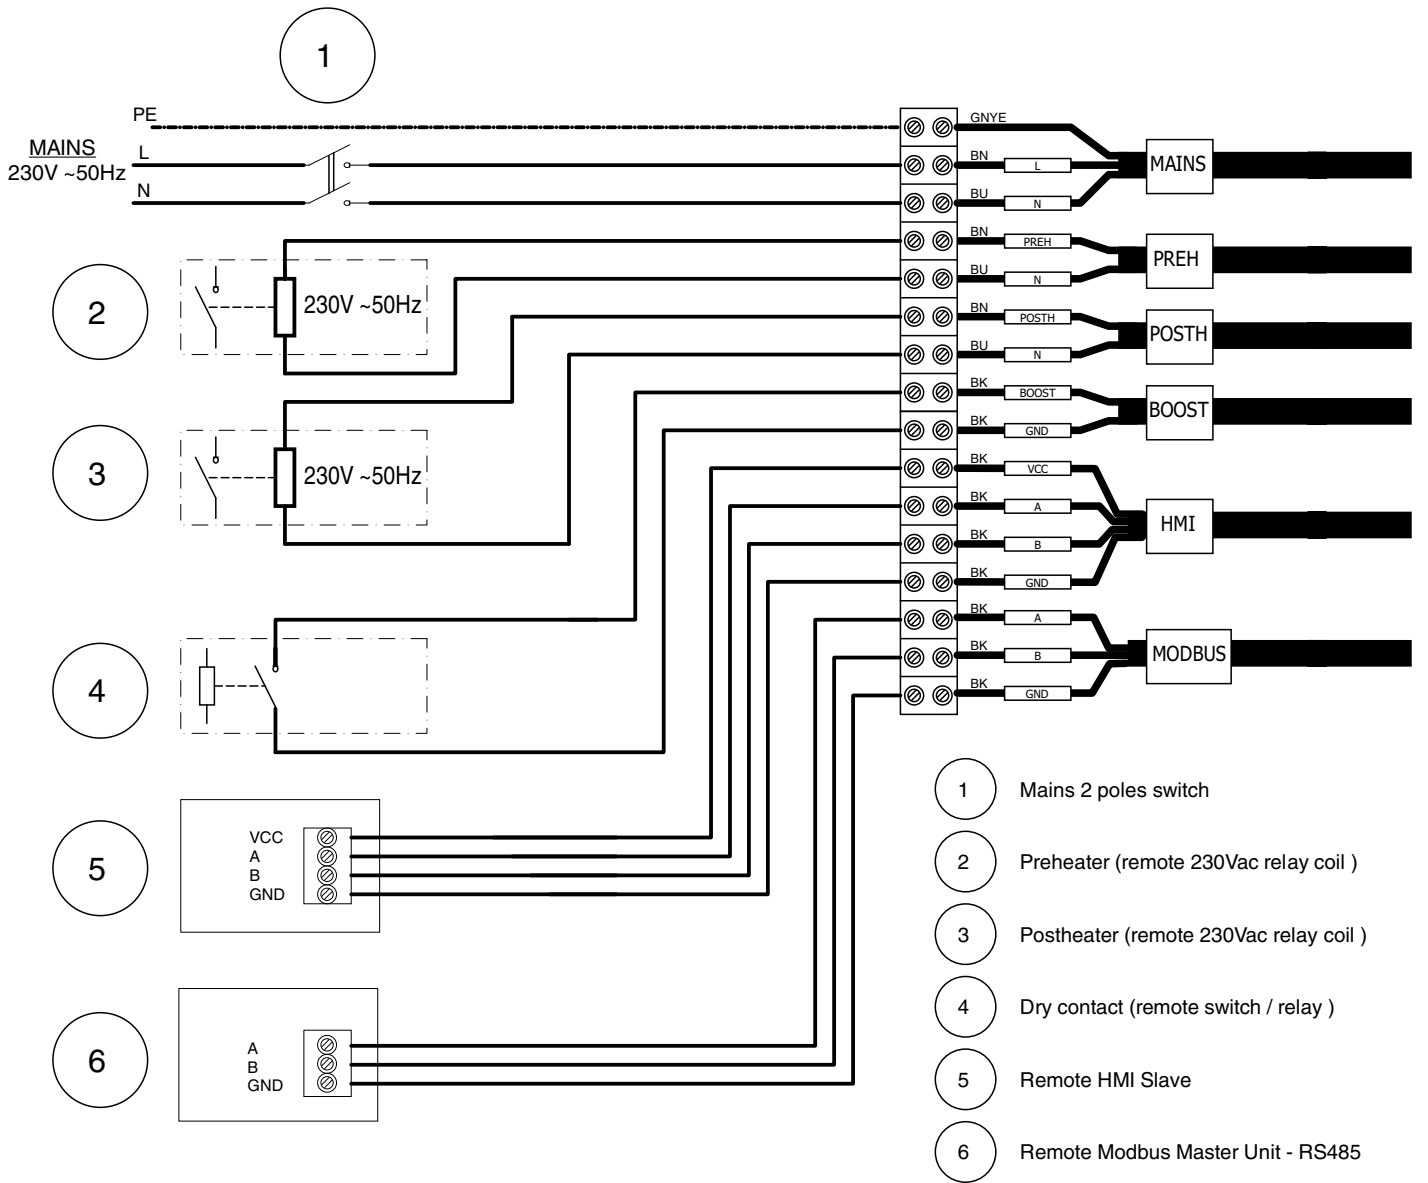 1
PE
MAINS
230V ~50Hz
L
N
2
230V ~50Hz
3
230V ~50Hz
4
5
VCC
A
B
GND
6
A
B
GND
GNYE
BN
L
BU
N
MAINS
BN
PREH
BU
N
PREH
BN
POSTH
BU
N
POSTH
BK
BOOST
BK
GND
BOOST
BK
VCC
BK
A
BK
B
BK
GND
HMI
BK
A
BK
B
BK
GND
MODBUS
1 Mains 2 poles switch
2 Preheater (remote 230Vac relay coil )
3 Postheater (remote 230Vac relay coil )
4 Dry contact (remote switch / relay )
5 Remote HMI Slave
6 Remote Modbus Master Unit - RS485